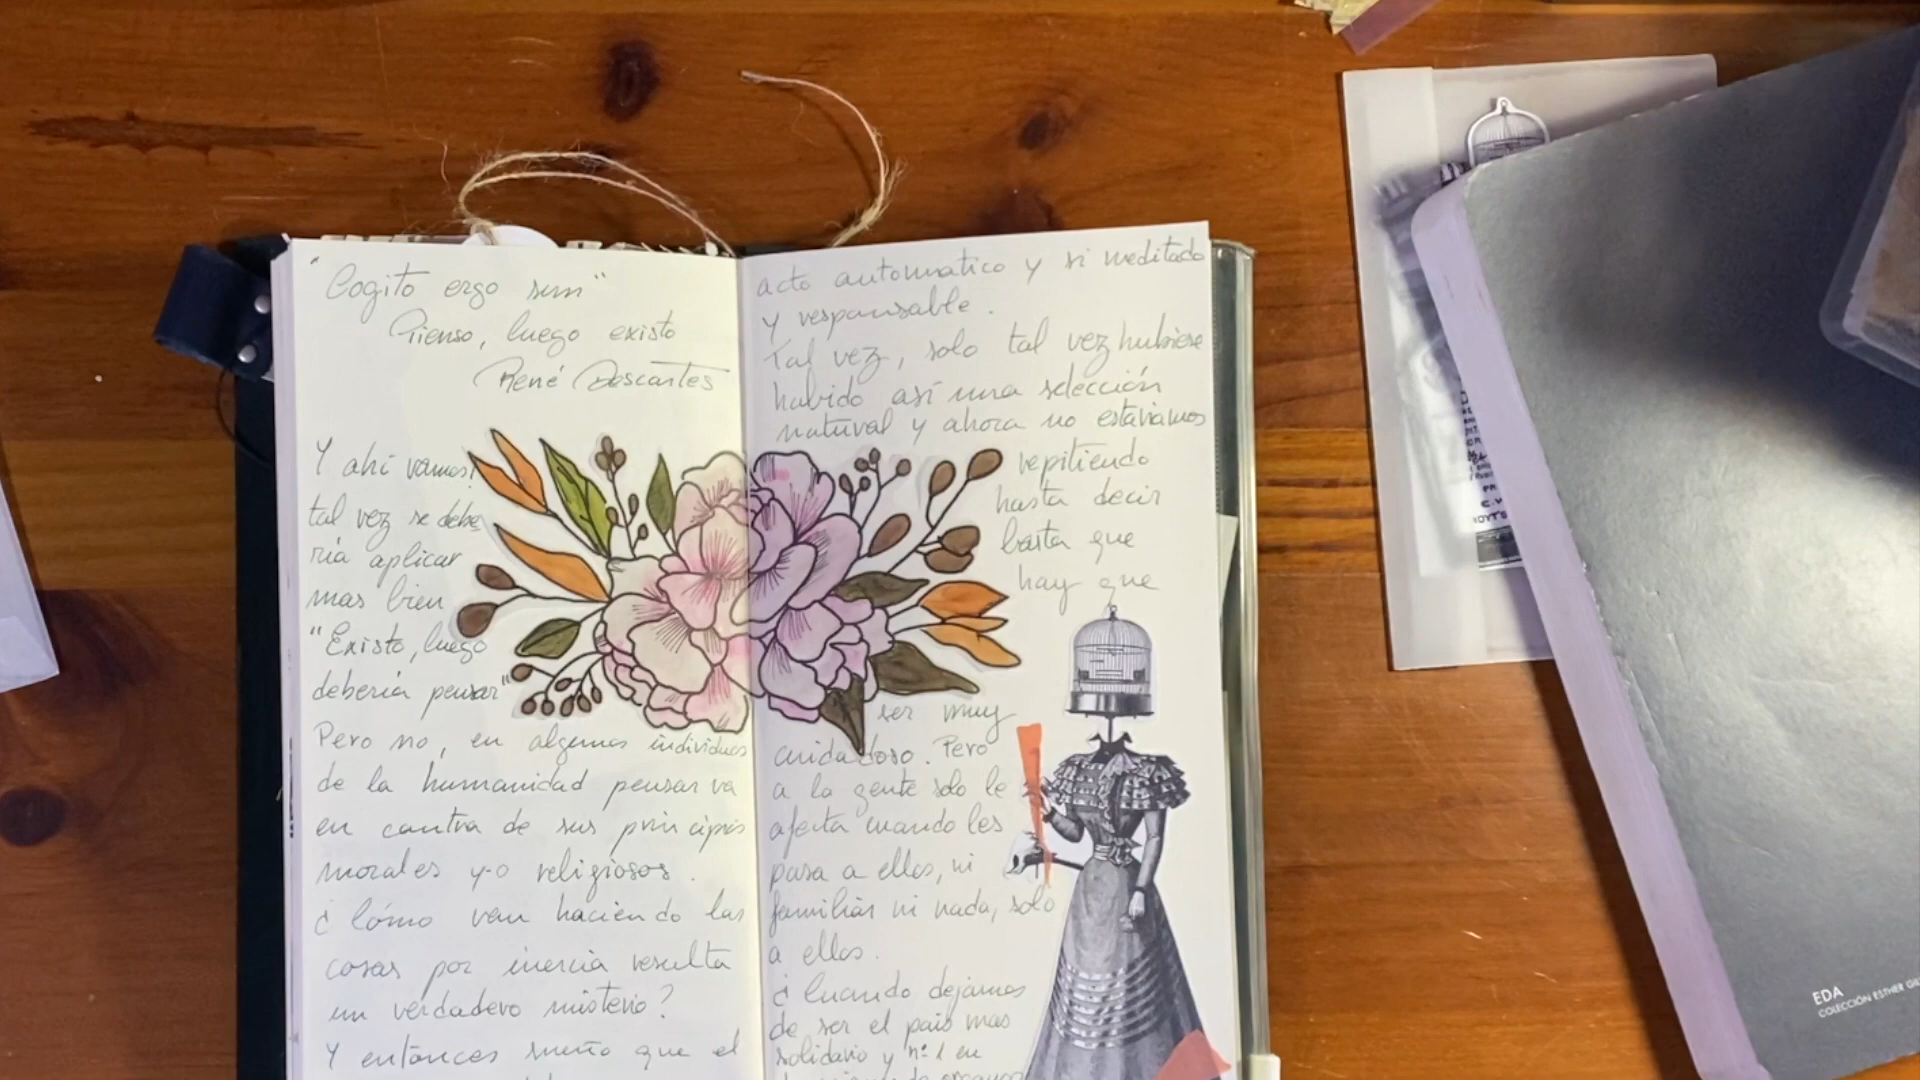 "Cogito ergo sum"
Pienso, luego existo
René Descartes
Y ahí vamos!
tal vez se debe
ría aplicar
mas bien
"Existo, luego
debería pensar"
Pero no, en algunos individuos
de la humanidad pensar va
en contra de sus principios
morales y-o religiosos.
¿Cómo van haciendo las
cosas por inercia resulta
un verdadero misterio?
Y entonces sueño que el
acto automatico y si meditado
y responsable.
Tal vez, solo tal vez hubiese
habido así una selección
natural y ahora no estaríamos
repitiendo
hasta decir
basta que
hay que
ser muy
cuidadoso. Pero
a la gente solo le
afecta cuando les
pasa a ellos, ni
familiar ni nada, solo
a ellos.
¿Cuando dejamos
de ser el país mas
solidario y nº 1 en
EDA
COLECCIÓN ESTHER